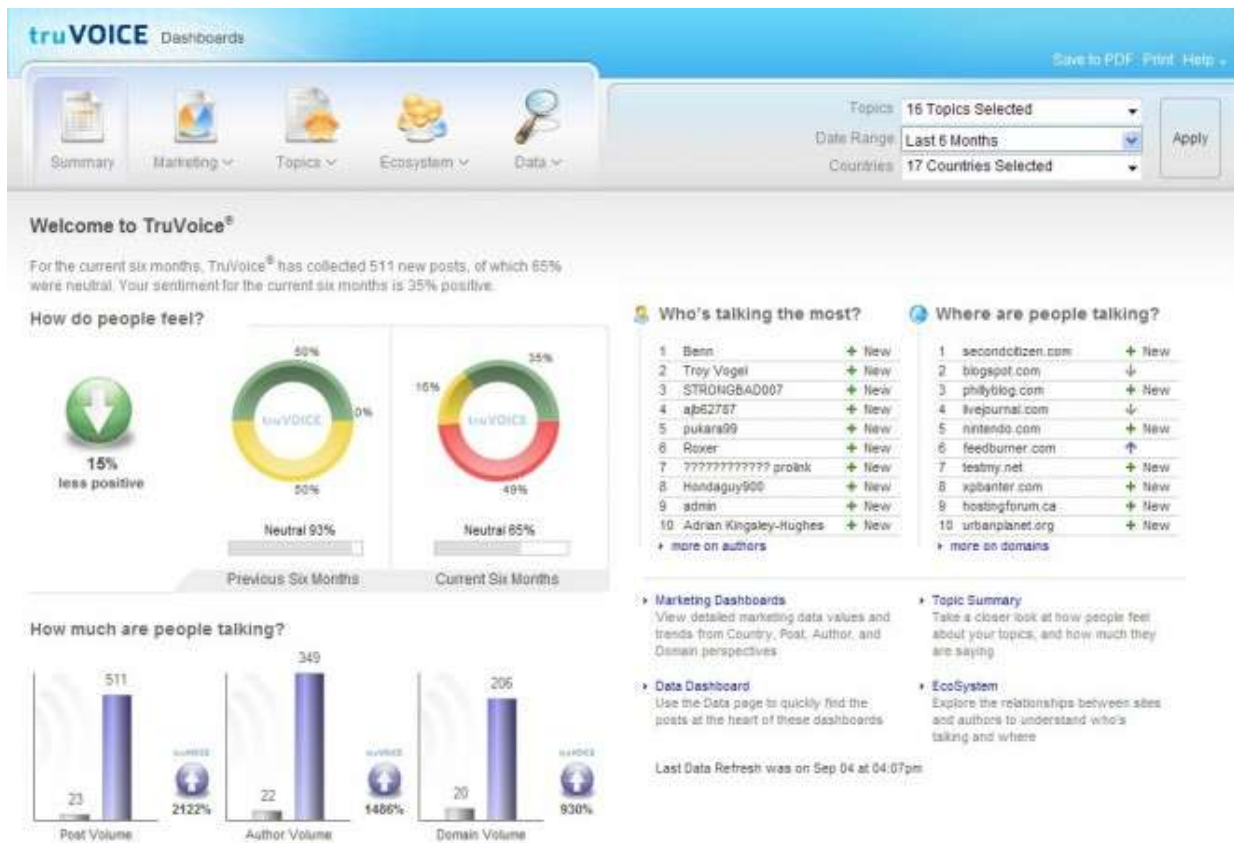 truVOICE Dashboards
Save to PDF Print Help
Summary
Marketing
Topics
Ecosystem
Data
Topics 16 Topics Selected
Date Range Last 6 Months
Countries 17 Countries Selected
Apply
Welcome to TruVoice®
For the current six months, TruVoice® has collected 511 new posts, of which 65%
were neutral. Your sentiment for the current six months is 35% positive.
How do people feel?
15%
less positive
50%
0%
truVOICE
50%
Neutral 93%
Previous Six Months
35%
16%
truVOICE
49%
Neutral 65%
Current Six Months
How much are people talking?
511
23
Post Volume
truVOICE
2122%
349
22
Author Volume
truVOICE
1486%
206
20
Domain Volume
truVOICE
930%
Who's talking the most?
1 Benn + New
2 Troy Vogel + New
3 STRONGBAD007 + New
4 ajb62787 + New
5 pukara99 + New
6 Roxer + New
7 ???????????? prolink + New
8 Hondaguy900 + New
9 admin + New
10 Adrian Kingsley-Hughes + New
more on authors
Where are people talking?
1 secondcitizen.com + New
2 blogspot.com
3 phillyblog.com + New
4 livejournal.com
5 nintendo.com + New
6 feedburner.com
7 testmy.net + New
8 xpbanter.com + New
9 hostingforum.ca + New
10 urbanplanet.org + New
more on domains
Marketing Dashboards
View detailed marketing data values and
trends from Country, Post, Author, and
Domain perspectives
Topic Summary
Take a closer look at how people feel
about your topics, and how much they
are saying
Data Dashboard
Use the Data page to quickly find the
posts at the heart of these dashboards
EcoSystem
Explore the relationships between sites
and authors to understand who's
talking and where
Last Data Refresh was on Sep 04 at 04:07pm